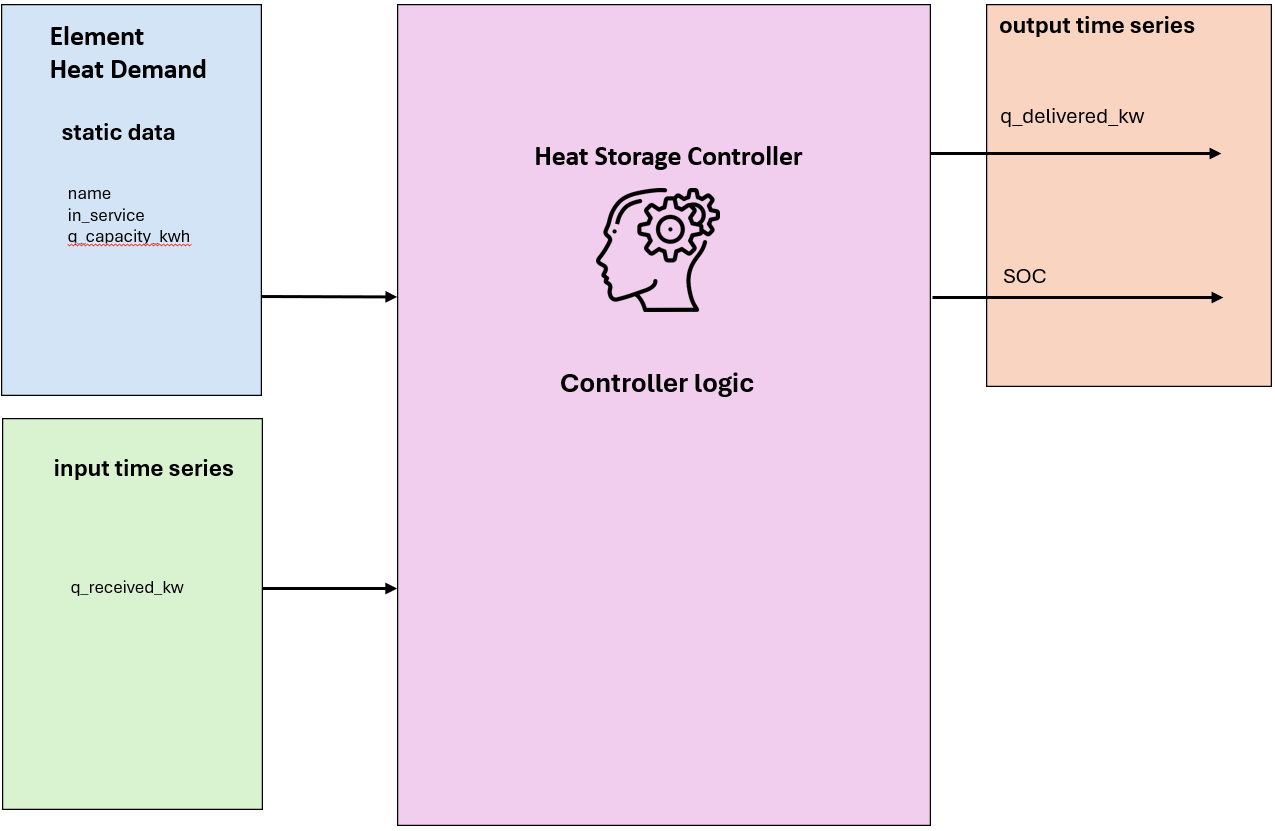 Element
Heat Demand
static data
name
in_service
q_capacity_kwh
input time series
q_received_kw
Heat Storage Controller
Controller logic
output time series
q_delivered_kw
SOC